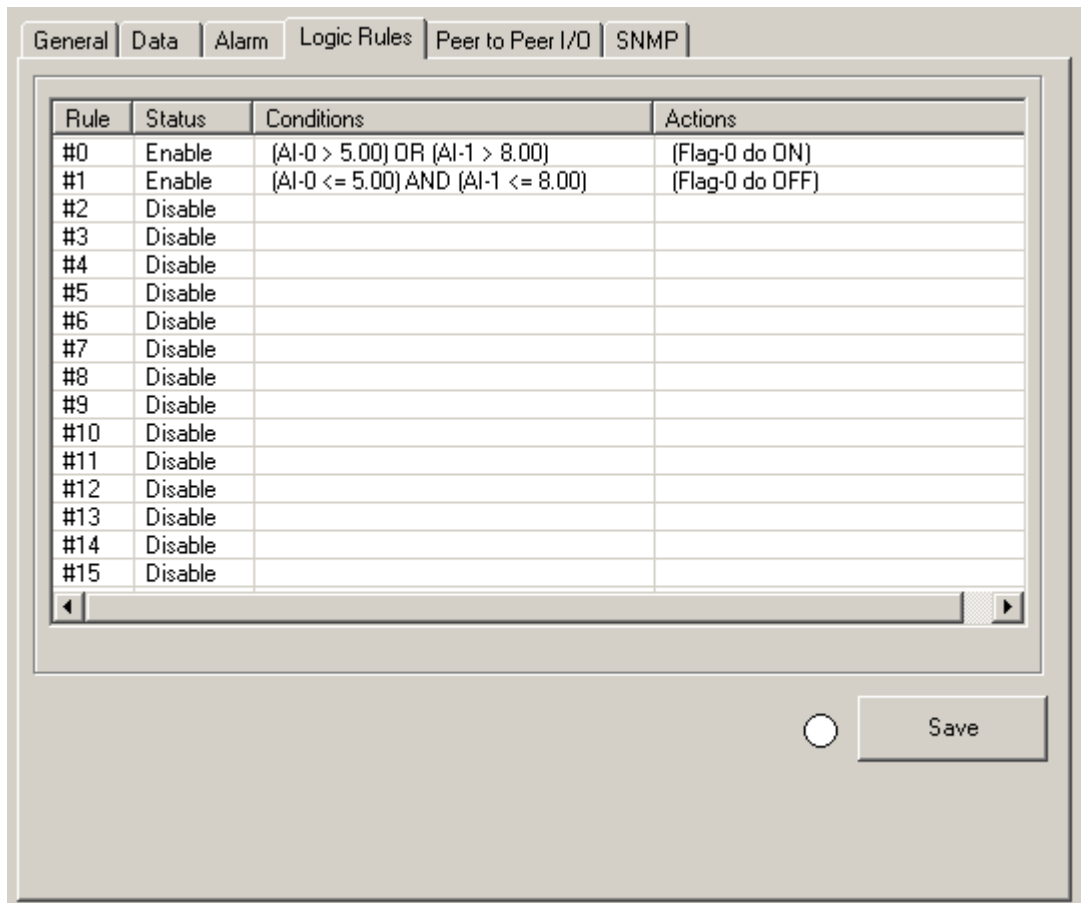 General Data Alarm Logic Rules Peer to Peer I/O SNMP
Rule Status Conditions Actions
#0 Enable (AI-0 > 5.00) OR (AI-1 > 8.00) (Flag-0 do ON)
#1 Enable (AI-0 <= 5.00) AND (AI-1 <= 8.00) (Flag-0 do OFF)
#2 Disable
#3 Disable
#4 Disable
#5 Disable
#6 Disable
#7 Disable
#8 Disable
#9 Disable
#10 Disable
#11 Disable
#12 Disable
#13 Disable
#14 Disable
#15 Disable
Save